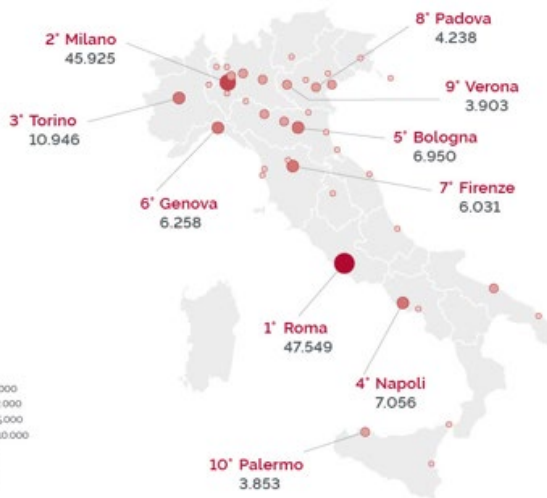 8° Padova
4.238
2° Milano
45.925
9° Verona
3.903
3° Torino
10.946
5° Bologna
6.950
7° Firenze
6.031
6° Genova
6.258
1° Roma
47.549
4° Napoli
7.056
10° Palermo
3.853